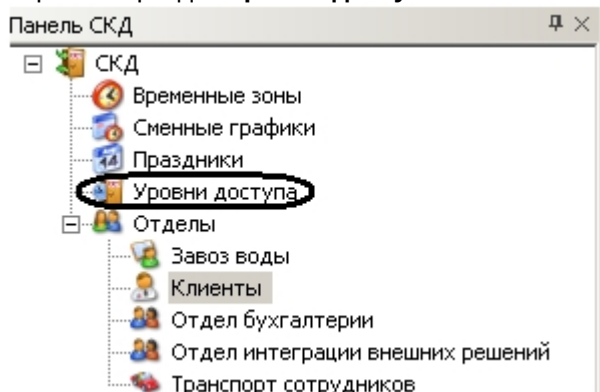 Панель СКД
СКД
Временные зоны
Сменные графики
14 Праздники
Уровни доступа
Отделы
Завоз воды
Клиенты
Отдел бухгалтерии
Отдел интеграции внешних решений
Транспорт сотрудников